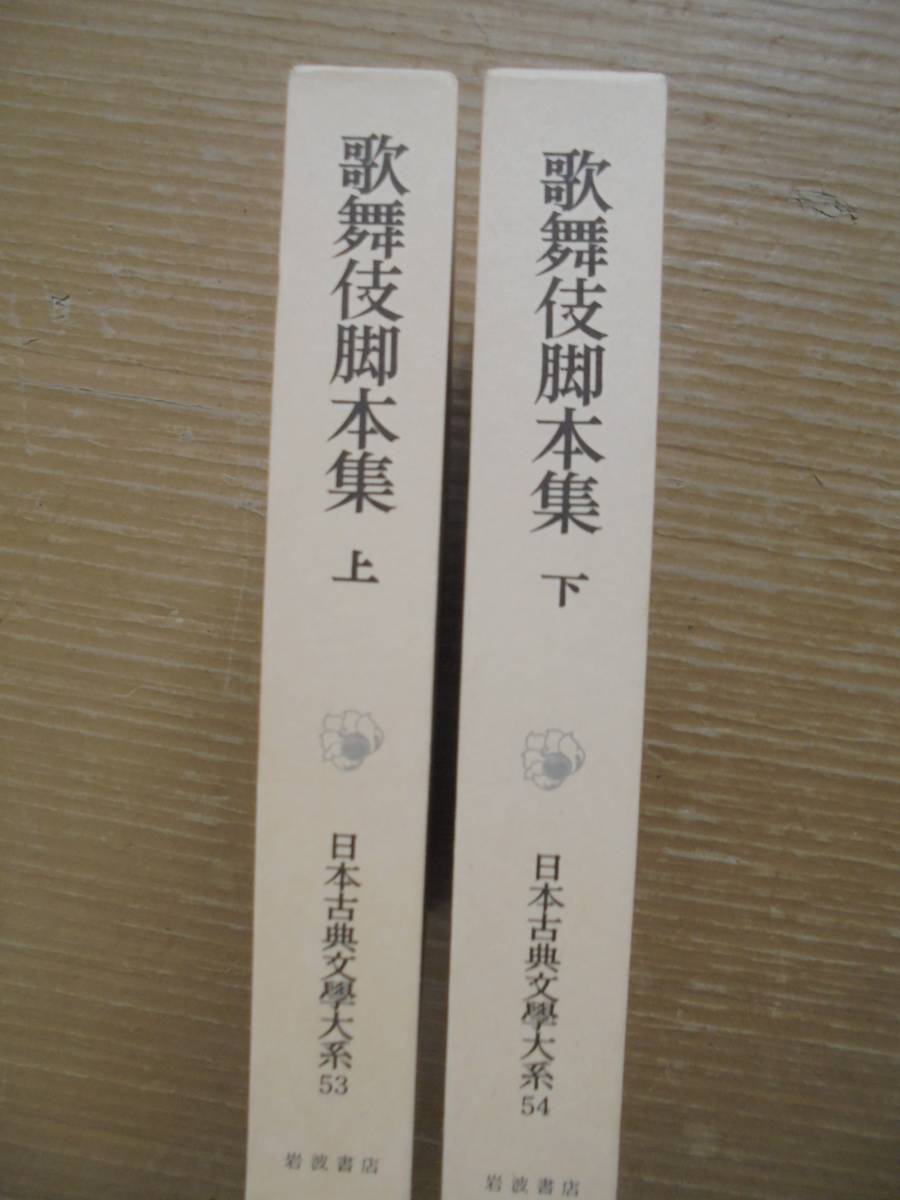 歌舞伎脚本集 上
日本古典文學大系 53
岩波書店
歌舞伎脚本集 下
日本古典文學大系 54
岩波書店